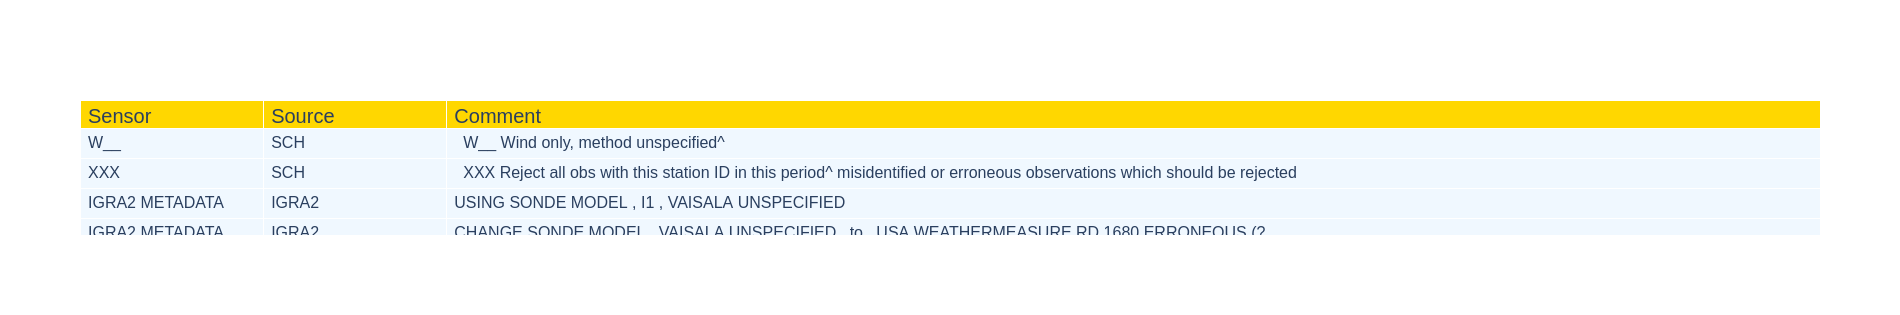 Sensor Source Comment
W__ SCH W__ Wind only, method unspecified^
XXX SCH XXX Reject all obs with this station ID in this period^ misidentified or erroneous observations which should be rejected
IGRA2 METADATA IGRA2 USING SONDE MODEL , I1 , VAISALA UNSPECIFIED
IGRA2 METADATA IGRA2 CHANGE SONDE MODEL , VAISALA UNSPECIFIED , to , USA WEATHERMEASURE RD 1680 ERRONEOUS (?